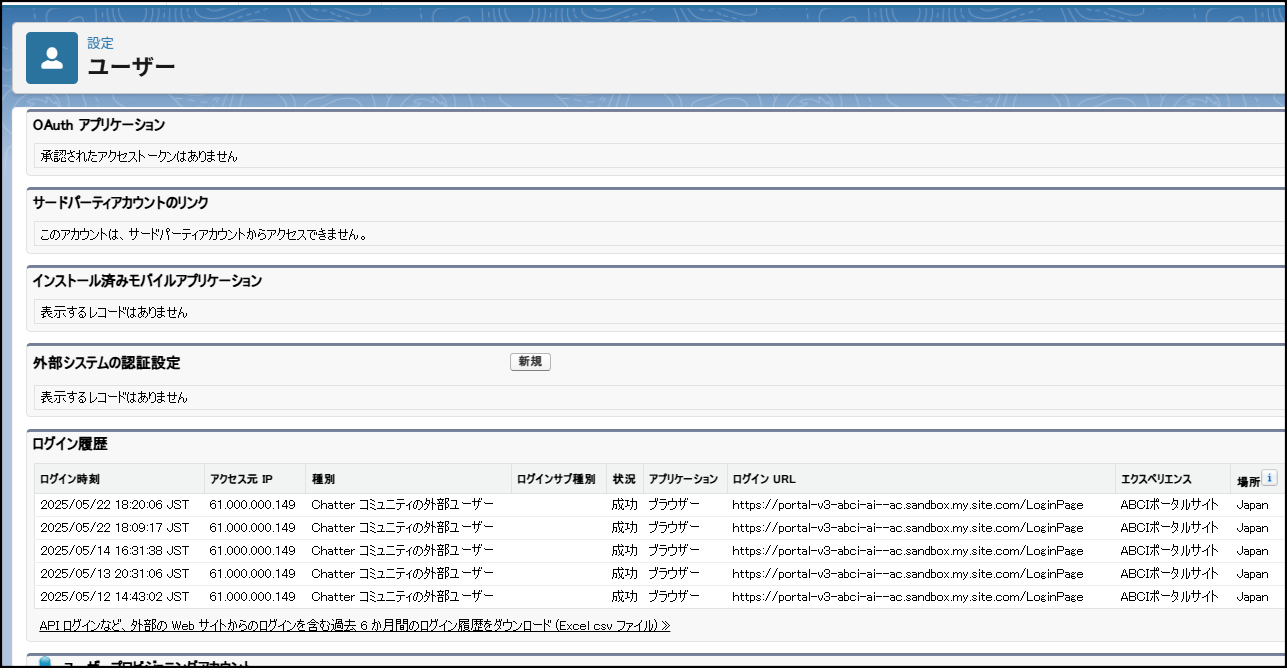 設定
ユーザー
OAuth アプリケーション
承認されたアクセストークンはありません
サードパーティアカウントのリンク
このアカウントは、サードパーティアカウントからアクセスできません。
インストール済みモバイルアプリケーション
表示するレコードはありません
外部システムの認証設定 新規
表示するレコードはありません
ログイン履歴
ログイン時刻 アクセス元 IP 種別 ログインサブ種別 状況 アプリケーション ログイン URL エクスペリエンス 場所 i
2025/05/22 18:20:06 JST 61.000.000.149 Chatter コミュニティの外部ユーザー 成功 ブラウザー https://portal-v3-abci-ai--ac.sandbox.my.site.com/LoginPage ABCIポータルサイト Japan
2025/05/22 18:09:17 JST 61.000.000.149 Chatter コミュニティの外部ユーザー 成功 ブラウザー https://portal-v3-abci-ai--ac.sandbox.my.site.com/LoginPage ABCIポータルサイト Japan
2025/05/14 16:31:38 JST 61.000.000.149 Chatter コミュニティの外部ユーザー 成功 ブラウザー https://portal-v3-abci-ai--ac.sandbox.my.site.com/LoginPage ABCIポータルサイト Japan
2025/05/13 20:31:06 JST 61.000.000.149 Chatter コミュニティの外部ユーザー 成功 ブラウザー https://portal-v3-abci-ai--ac.sandbox.my.site.com/LoginPage ABCIポータルサイト Japan
2025/05/12 14:43:02 JST 61.000.000.149 Chatter コミュニティの外部ユーザー 成功 ブラウザー https://portal-v3-abci-ai--ac.sandbox.my.site.com/LoginPage ABCIポータルサイト Japan
API ログインなど、外部の Web サイトからのログインを含む過去 6 か月間のログイン履歴をダウンロード (Excel csv ファイル) »
ユーザープロビジョニングアカウント